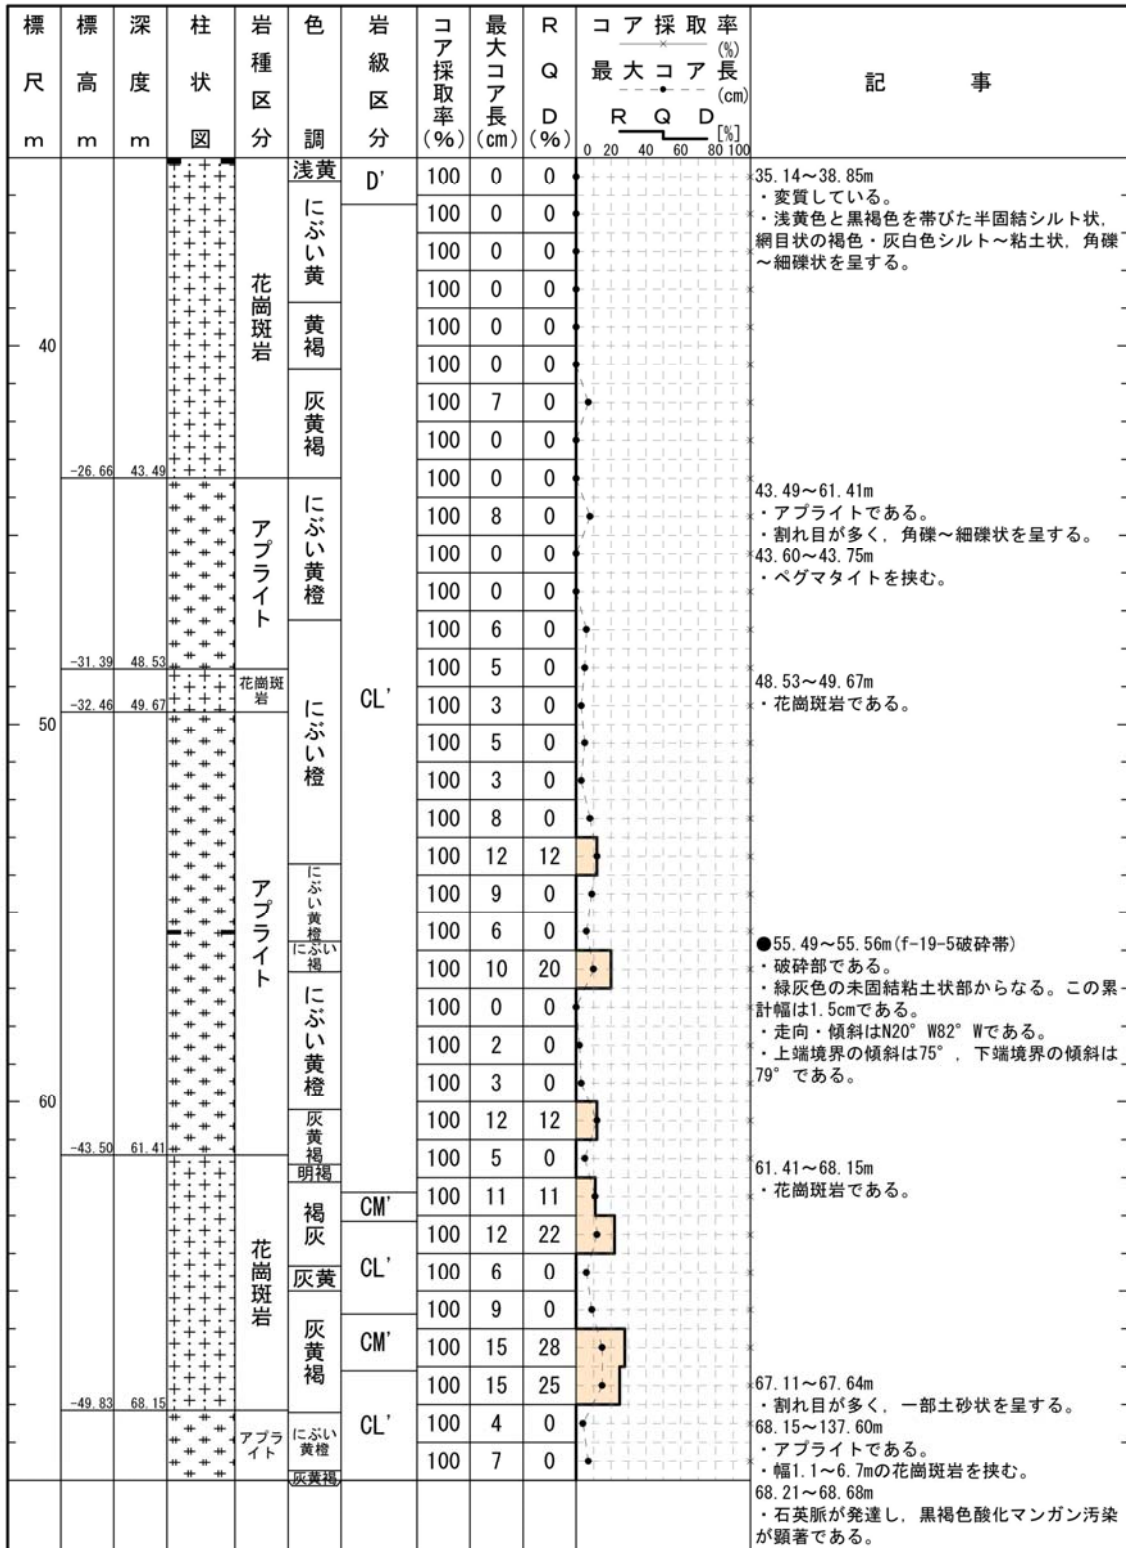 標尺m
標高m
深度m
柱状図
岩種区分
色調
岩級区分
コア採取率(%)
最大コア長(cm)
RQD(%)
コア採取率(%)
最大コア長(cm)
RQD[%]
0 20 40 60 80 100
記事
40
50
60
-26.66 43.49
-31.39 48.53
-32.46 49.67
-43.50 61.41
-49.83 68.15
花崗斑岩
アプライト
花崗斑岩
アプライト
花崗斑岩
アプライト
浅黄
にぶい黄
黄褐
灰黄褐
にぶい黄橙
にぶい橙
にぶい黄橙
にぶい褐
にぶい黄橙
灰黄褐
明褐
褐灰
灰黄
灰黄褐
にぶい黄橙
灰黄褐
D'
CL'
CM'
CL'
CM'
CL'
100 0 0
100 0 0
100 0 0
100 0 0
100 0 0
100 0 0
100 7 0
100 0 0
100 0 0
100 8 0
100 0 0
100 0 0
100 6 0
100 5 0
100 3 0
100 5 0
100 3 0
100 8 0
100 12 12
100 9 0
100 6 0
100 10 20
100 0 0
100 2 0
100 3 0
100 12 12
100 5 0
100 11 11
100 12 22
100 6 0
100 9 0
100 15 28
100 15 25
100 4 0
100 7 0
35.14～38.85m
・変質している。
・浅黄色と黒褐色を帯びた半固結シルト状,
網目状の褐色・灰白色シルト～粘土状, 角礫
～細礫状を呈する。
43.49～61.41m
・アプライトである。
・割れ目が多く, 角礫～細礫状を呈する。
43.60～43.75m
・ペグマタイトを挟む。
48.53～49.67m
・花崗斑岩である。
●55.49～55.56m(f-19-5破砕帯)
・破砕部である。
・緑灰色の未固結粘土状部からなる。この累
計幅は1.5cmである。
・走向・傾斜はN20° W82° Wである。
・上端境界の傾斜は75°, 下端境界の傾斜は
79° である。
61.41～68.15m
・花崗斑岩である。
67.11～67.64m
・割れ目が多く, 一部土砂状を呈する。
68.15～137.60m
・アプライトである。
・幅1.1～6.7mの花崗斑岩を挟む。
68.21～68.68m
・石英脈が発達し, 黒褐色酸化マンガン汚染
が顕著である。